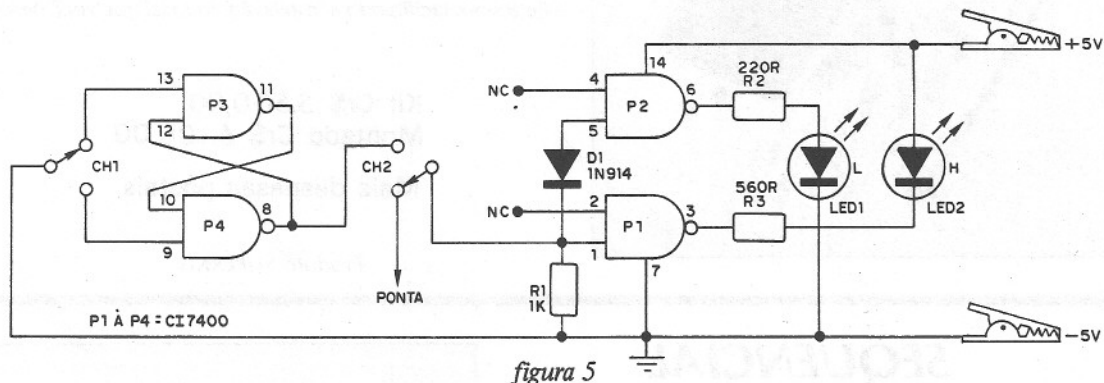 13
12
P3
11
CH1
10
9
P4
8
P1 À P4 = CI7400
CH2
PONTA
NC
4
5
P2
14
6
D1
1N914
NC
2
1
P1
3
7
R1
1K
220R
R2
560R
R3
L
LED1
H
LED2
+5V
-5V
figura 5